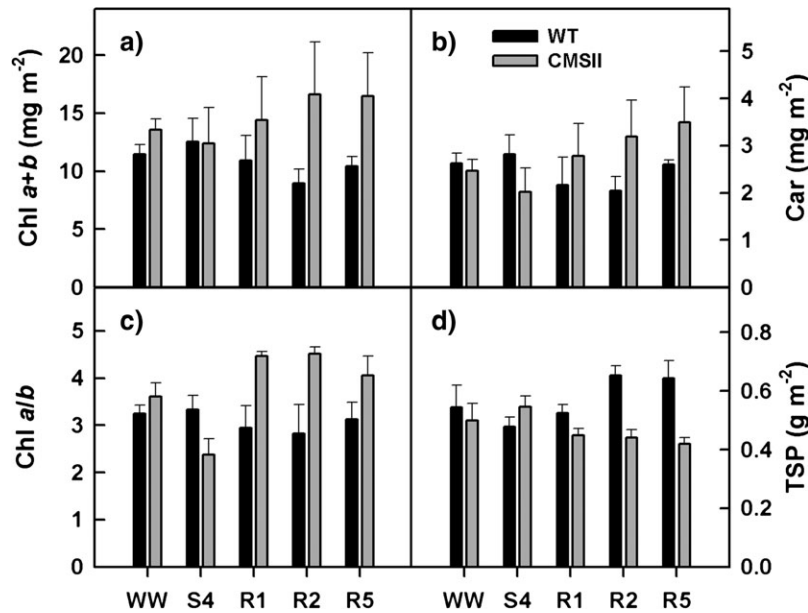 a)
b)
WT
CMSII
20
15
10
5
0
Chl a+b (mg m-2)
5
4
3
2
1
0
Car (mg m-2)
c)
d)
5
4
3
2
1
0
Chl a/b
0.8
0.6
0.4
0.2
0.0
TSP (g m-2)
WW S4 R1 R2 R5
WW S4 R1 R2 R5